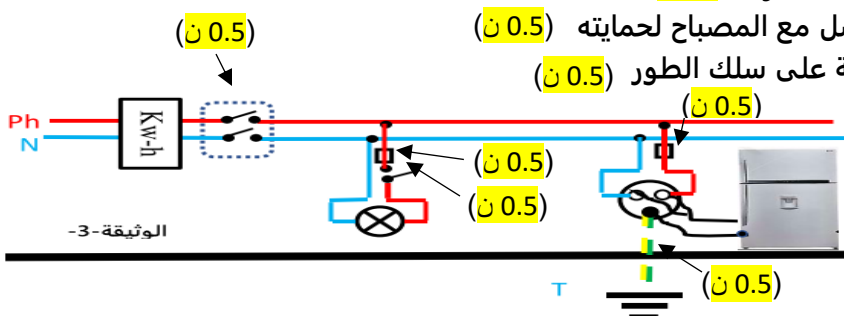 صل مع المصباح لحمايته (0.5 ن)
ة على سلك الطور (0.5 ن)
(0.5 ن)
(0.5 ن)
Ph
N
Kw-h
(0.5 ن)
(0.5 ن)
الوثيقة-3-
T
(0.5 ن)